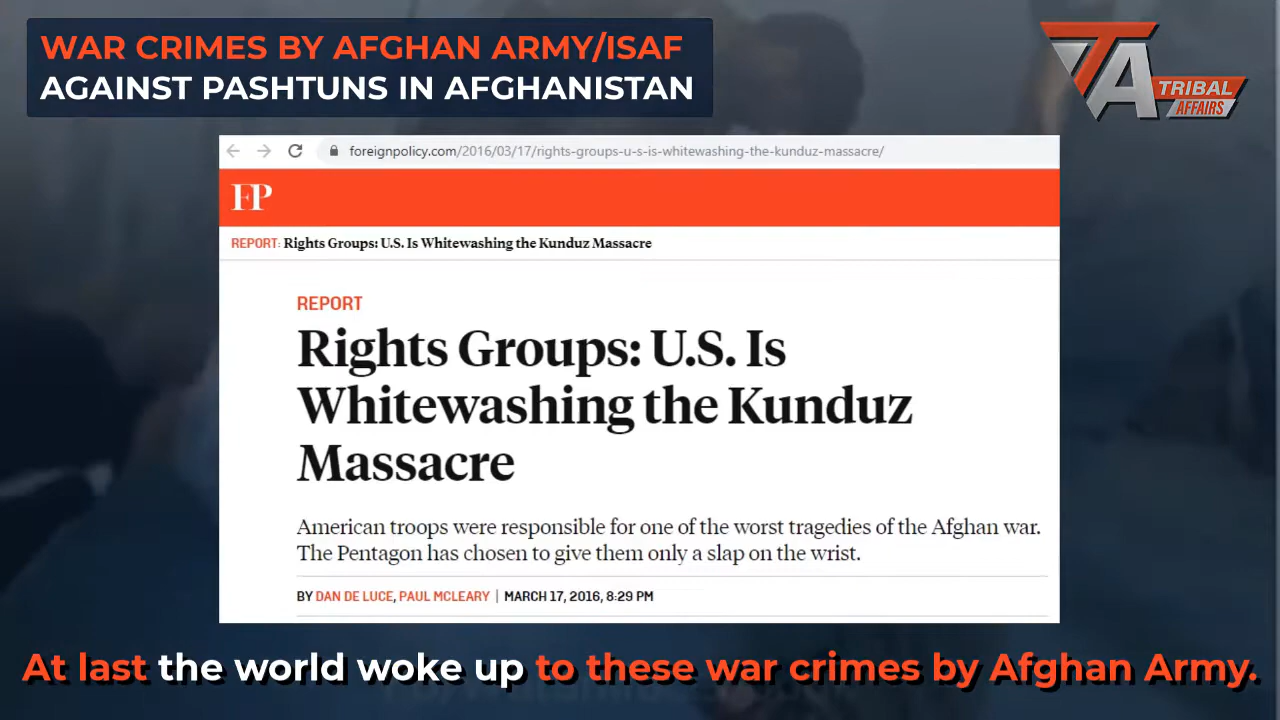 WAR CRIMES BY AFGHAN ARMY/ISAF
AGAINST PASHTUNS IN AFGHANISTAN
TA TRIBAL
AFFAIRS
foreignpolicy.com/2016/03/17/rights-groups-u-s-is-whitewashing-the-kunduz-massacre/
FP
REPORT: Rights Groups: U.S. Is Whitewashing the Kunduz Massacre
REPORT
Rights Groups: U.S. Is
Whitewashing the Kunduz
Massacre
American troops were responsible for one of the worst tragedies of the Afghan war.
The Pentagon has chosen to give them only a slap on the wrist.
BY DAN DE LUCE, PAUL MCLEARY | MARCH 17, 2016, 8:29 PM
At last the world woke up to these war crimes by Afghan Army.